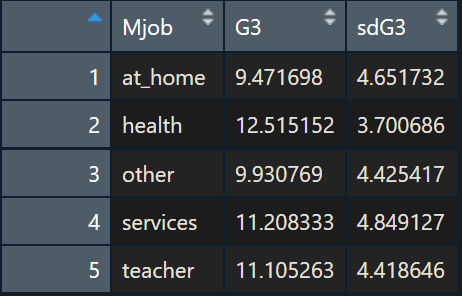 Mjob G3 sdG3
1 at_home 9.471698 4.651732
2 health 12.515152 3.700686
3 other 9.930769 4.425417
4 services 11.208333 4.849127
5 teacher 11.105263 4.418646